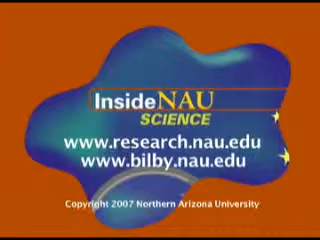 InsideNAU
SCIENCE
www.research.nau.edu
www.bilby.nau.edu
Copyright 2007 Northern Arizona University